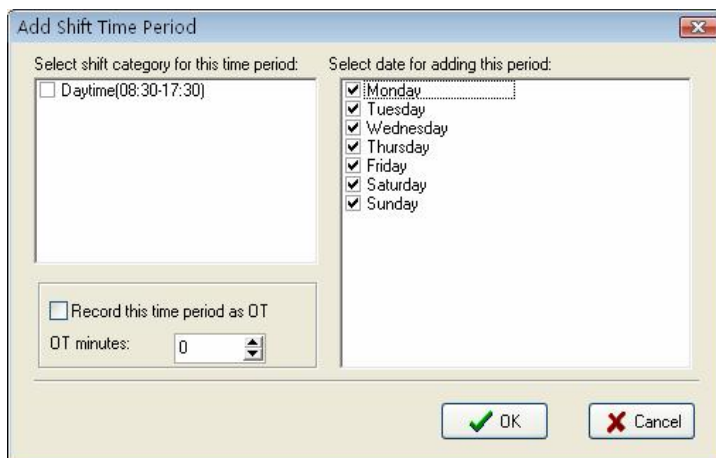 Add Shift Time Period
Select shift category for this time period:
Daytime(08:30-17:30)
Select date for adding this period:
Monday
Tuesday
Wednesday
Thursday
Friday
Saturday
Sunday
Record this time period as OT
OT minutes: 0
OK Cancel